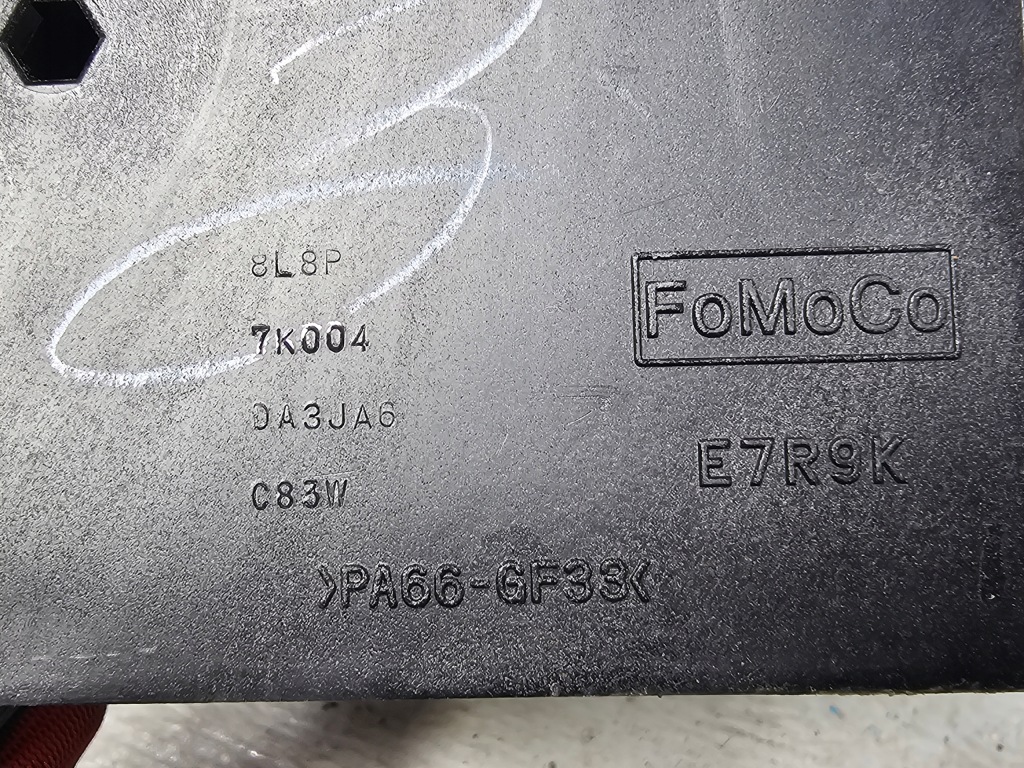 8L8P
7K004
DA3JA6
C83W
FoMoCo
E7R9K
>PA66-GF33<